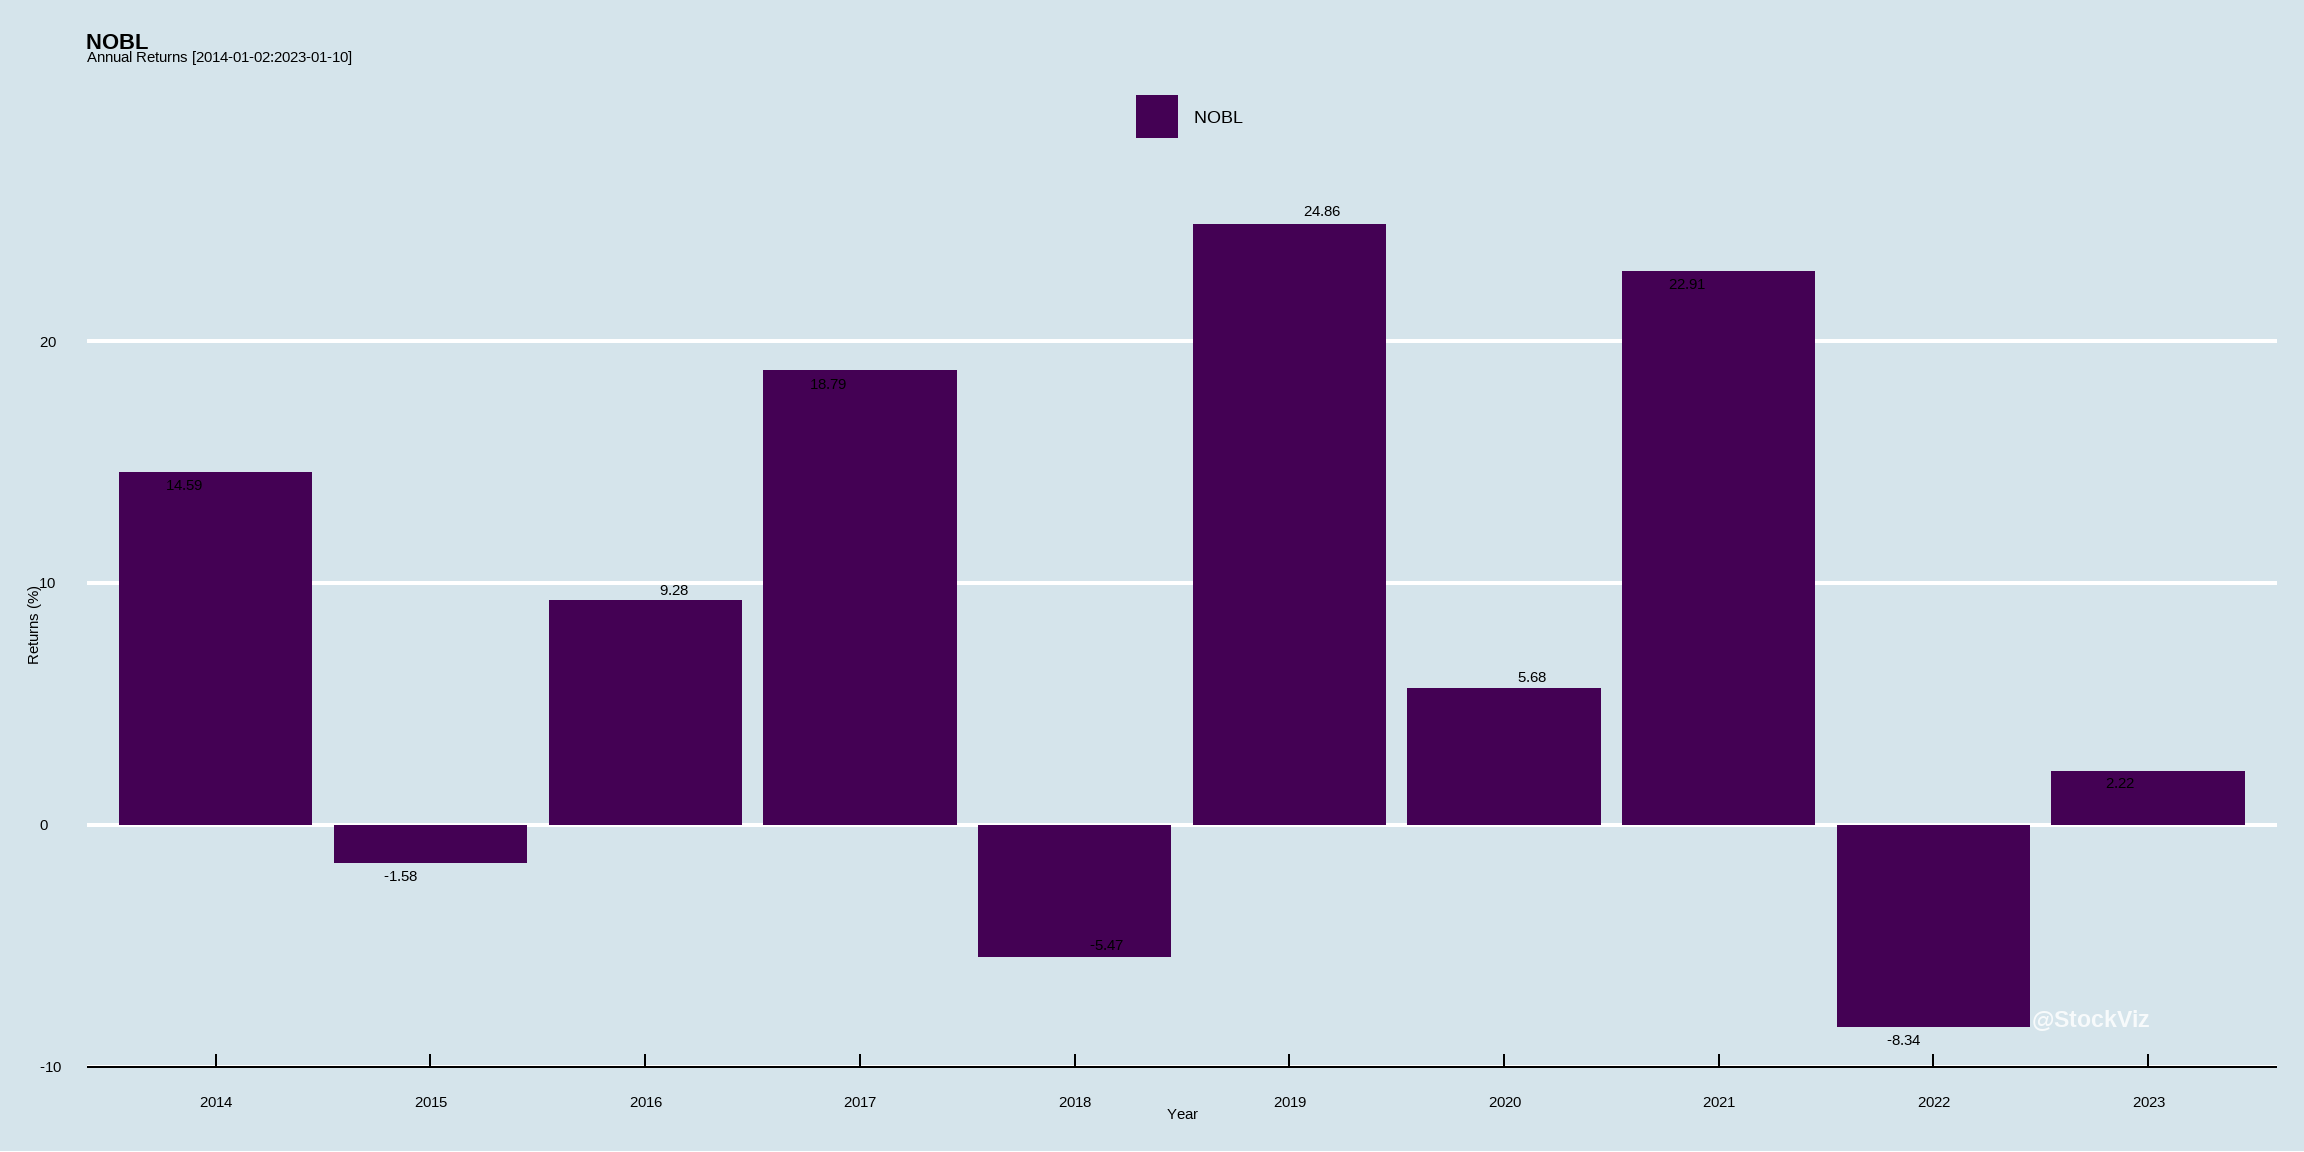 NOBL
Annual Returns [2014-01-02:2023-01-10]
NOBL
24.86
22.91
20
18.79
14.59
10
9.28
Returns (%)
5.68
2.22
0
-1.58
-5.47
@StockViz
-8.34
-10
2014 2015 2016 2017 2018 2019 2020 2021 2022 2023
Year